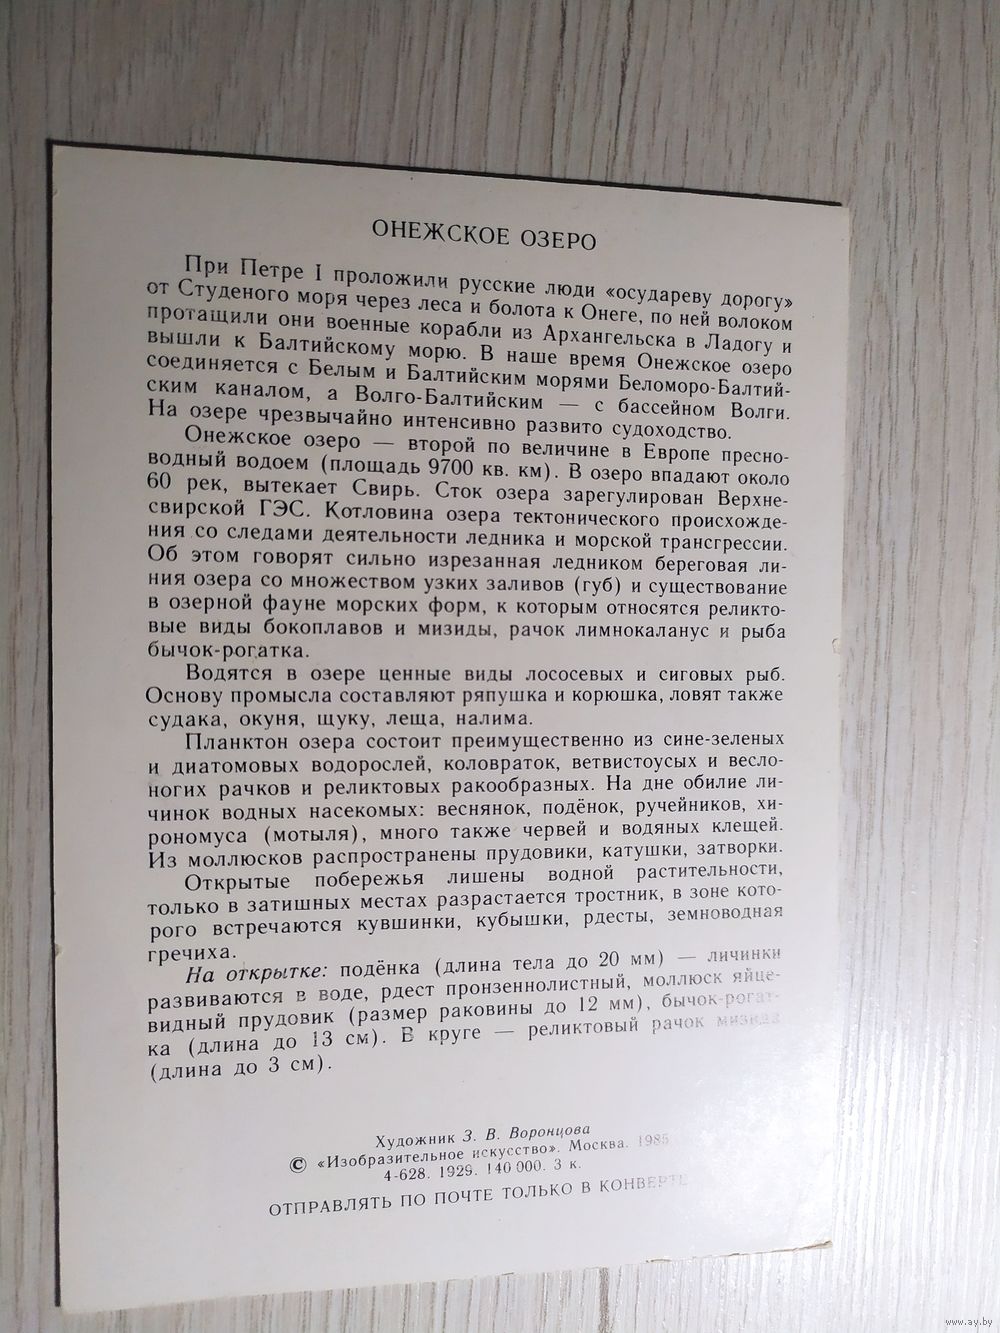 ОНЕЖСКОЕ ОЗЕРО
При Петре I проложили русские люди «осудареву дорогу»
от Студеного моря через леса и болота к Онеге, по ней волоком
протащили они военные корабли из Архангельска в Ладогу и
вышли к Балтийскому морю. В наше время Онежское озеро
соединяется с Белым и Балтийским морями Беломоро-Балтий-
ским каналом, а Волго-Балтийским — с бассейном Волги.
На озере чрезвычайно интенсивно развито судоходство.
Онежское озеро — второй по величине в Европе пресно-
водный водоем (площадь 9700 кв. км). В озеро впадают около
60 рек, вытекает Свирь. Сток озера зарегулирован Верхне-
свирской ГЭС. Котловина озера тектонического происхожде-
ния со следами деятельности ледника и морской трансгрессии.
Об этом говорят сильно изрезанная ледником береговая ли-
ния озера со множеством узких заливов (губ) и существование
в озерной фауне морских форм, к которым относятся реликто-
вые виды бокоплавов и мизиды, рачок лимнокаланус и рыба
бычок-рогатка.
Водятся в озере ценные виды лососевых и сиговых рыб.
Основу промысла составляют ряпушка и корюшка, ловят также
судака, окуня, щуку, леща, налима.
Планктон озера состоит преимущественно из сине-зеленых
и диатомовых водорослей, коловраток, ветвистоусых и весло-
ногих рачков и реликтовых ракообразных. На дне обилие ли-
чинок водных насекомых: веснянок, подёнок, ручейников, хи-
рономуса (мотыля), много также червей и водяных клещей.
Из моллюсков распространены прудовики, катушки, затворки.
Открытые побережья лишены водной растительности,
только в затишных местах разрастается тростник, в зоне кото-
рого встречаются кувшинки, кубышки, рдесты, земноводная
гречиха.
На открытке: подёнка (длина тела до 20 мм) — личинки
развиваются в воде, рдест пронзеннолистный, моллюск яйце-
видный прудовик (размер раковины до 12 мм), бычок-рогат-
ка (длина до 13 см). В круге — реликтовый рачок мизида
(длина до 3 см).
Художник З. В. Воронцова
© «Изобразительное искусство». Москва. 1985
4-628. 1929. 140 000. 3 к.
ОТПРАВЛЯТЬ ПО ПОЧТЕ ТОЛЬКО В КОНВЕРТЕ
www.ay.by